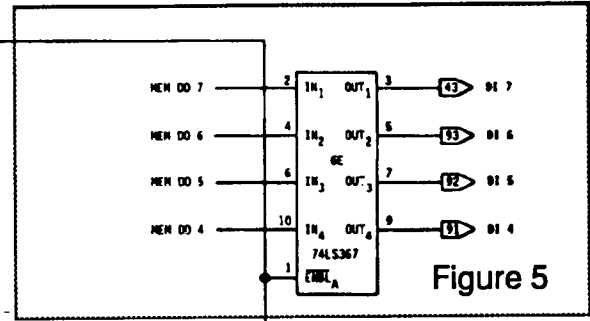 MEM DO 7 2 IN1 OUT1 3 43 DI 7
MEM DO 6 4 IN2 OUT2 5 93 DI 6
6E
MEM DO 5 6 IN3 OUT3 7 92 DI 5
MEM DO 4 10 IN4 OUT4 9 91 DI 4
74LS367
1 ENBLA
Figure 5